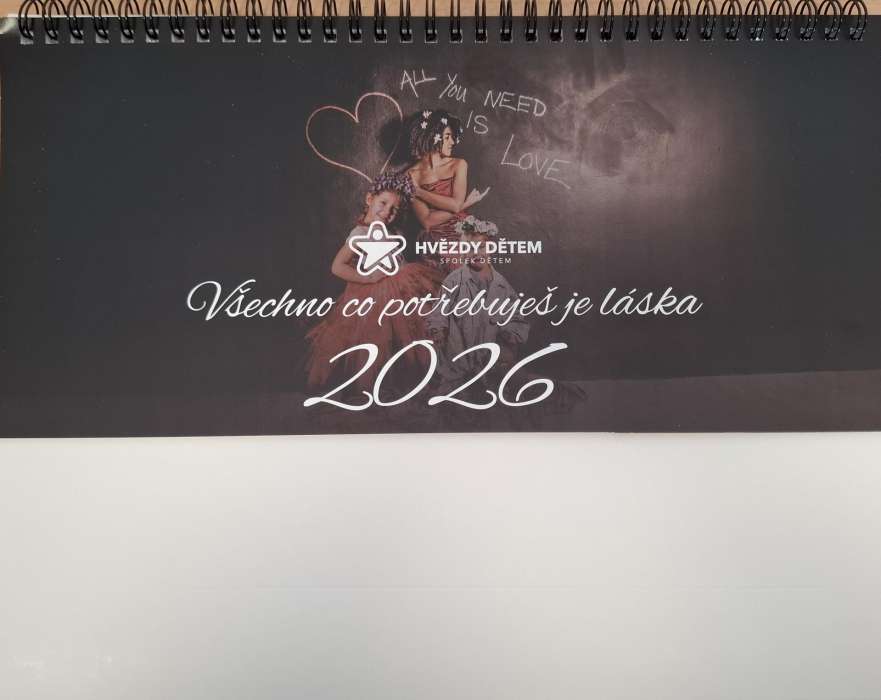 ALL YOU NEED
IS
LOVE
HVĚZDY DĚTEM
SPOLEK DĚTEM
Všechno co potřebuješ je láska
2026